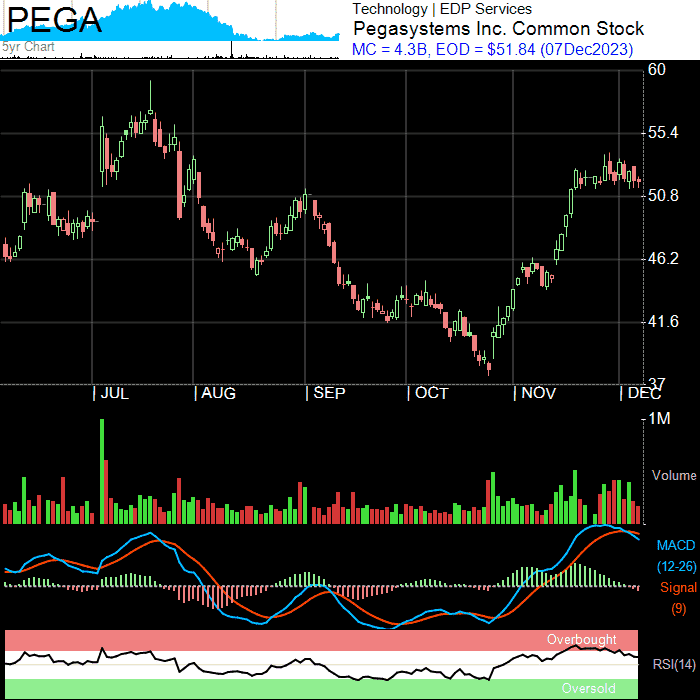 PEGA
5yr Chart
Technology | EDP Services
Pegasystems Inc. Common Stock
MC = 4.3B, EOD = $51.84 (07Dec2023)
60
55.4
50.8
46.2
41.6
37
| JUL | AUG | SEP | OCT | NOV | DEC
1M
Volume
MACD
(12-26)
Signal
(9)
Overbought
RSI(14)
Oversold